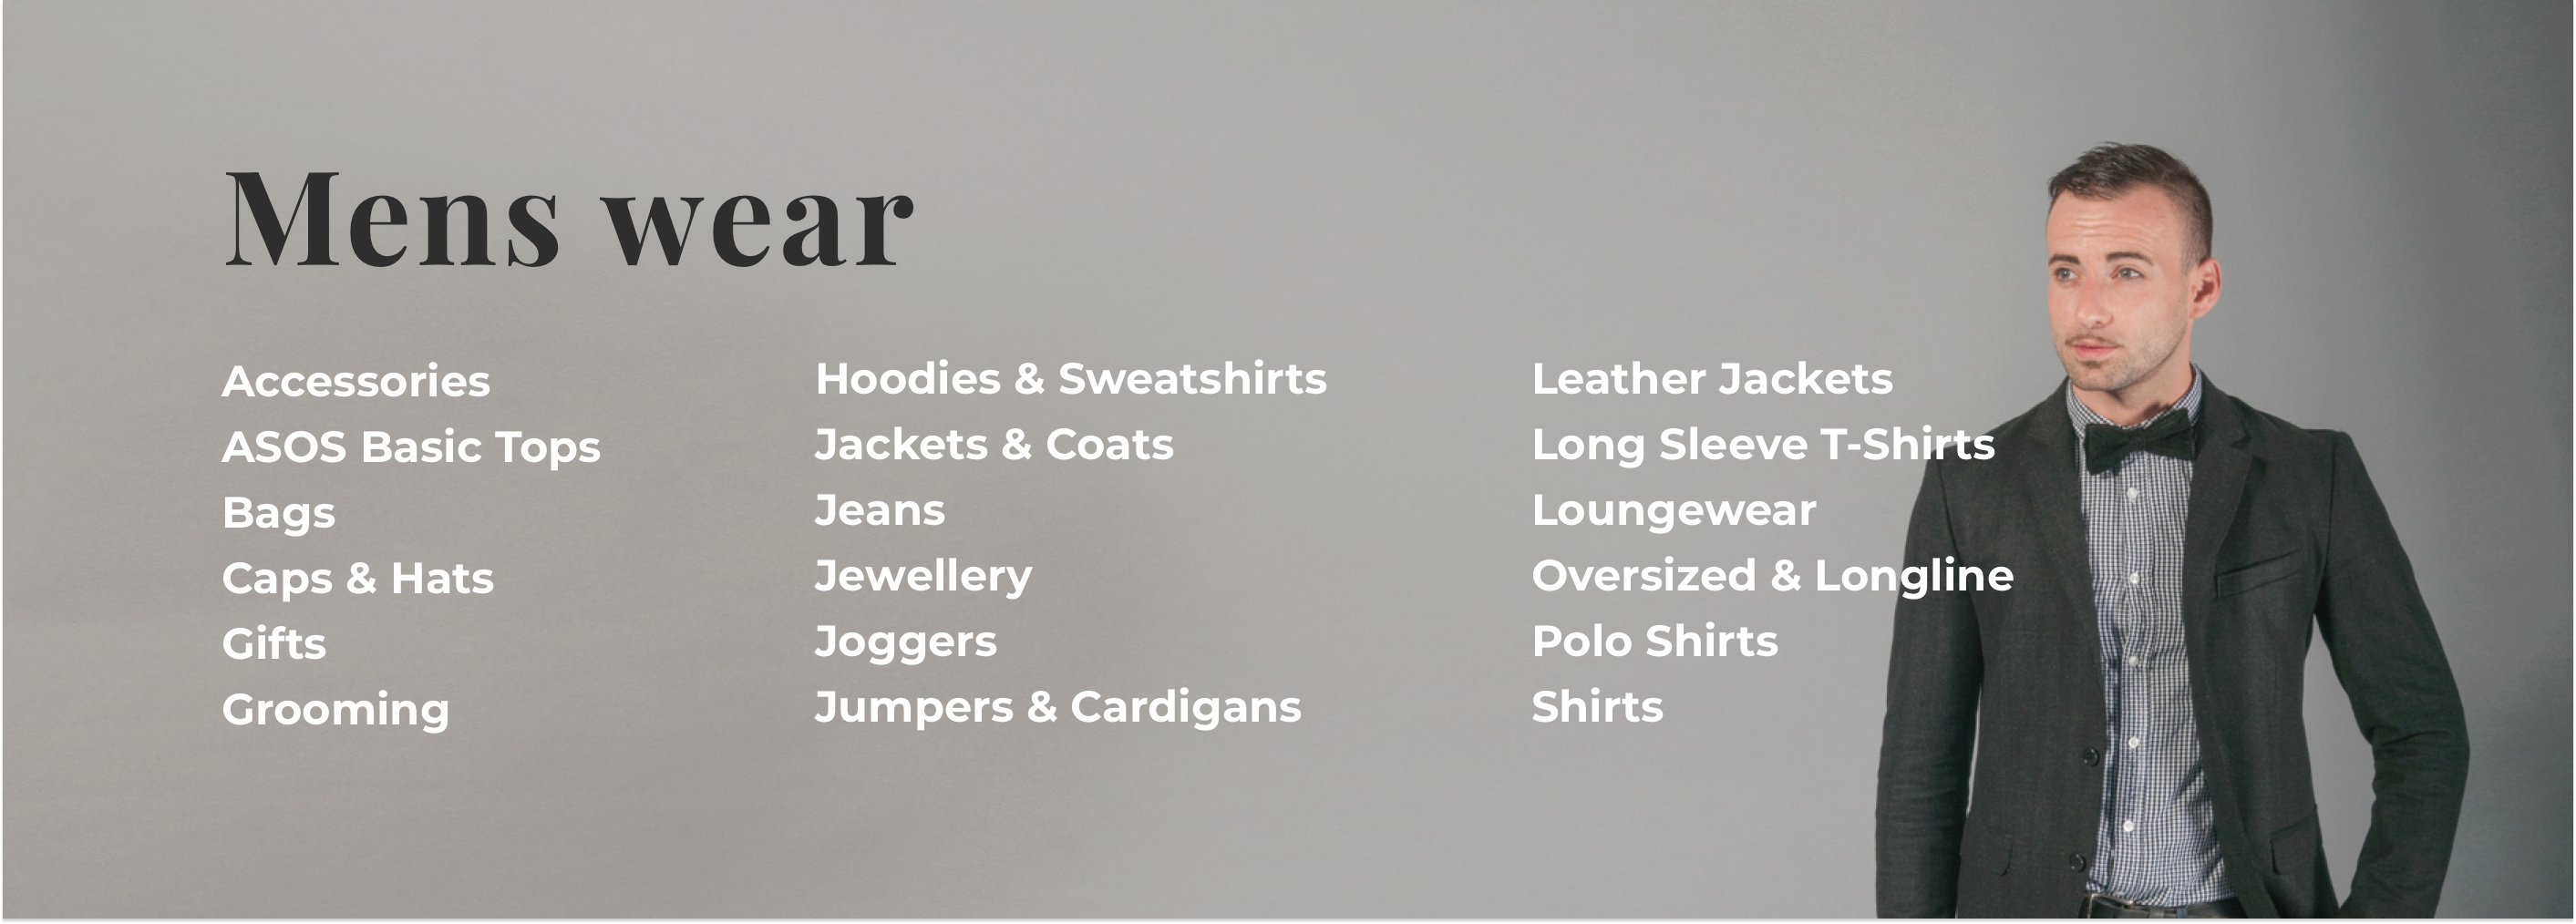 Mens wear
Accessories
ASOS Basic Tops
Bags
Caps & Hats
Gifts
Grooming
Hoodies & Sweatshirts
Jackets & Coats
Jeans
Jewellery
Joggers
Jumpers & Cardigans
Leather Jackets
Long Sleeve T-Shirts
Loungewear
Oversized & Longline
Polo Shirts
Shirts